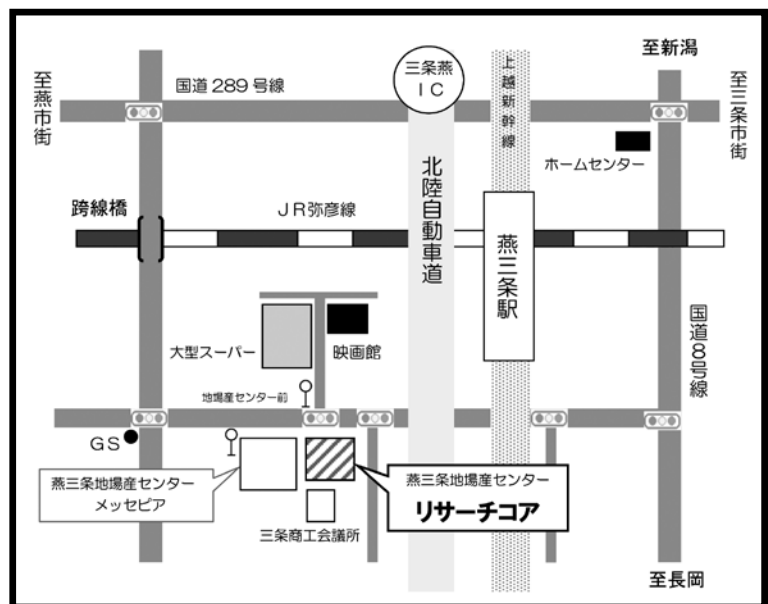 至新潟
三条燕
ＩＣ
上越新幹線
国道289号線
至燕市街
至三条市街
ホームセンター
北陸自動車道
跨線橋
ＪＲ弥彦線
燕三条駅
国道８号線
大型スーパー
映画館
地場産センター前
ＧＳ
燕三条地場産センター
メッセピア
燕三条地場産センター
リサーチコア
三条商工会議所
至長岡